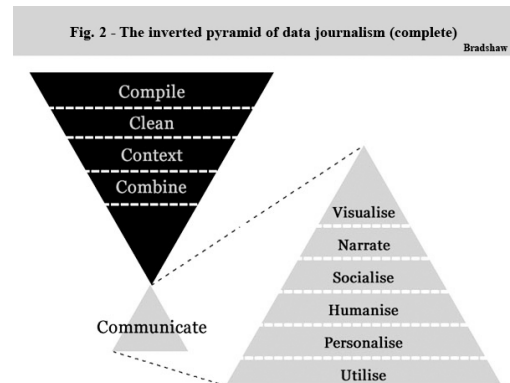 Fig. 2 - The inverted pyramid of data journalism (complete)
Bradshaw
Compile
Clean
Context
Combine
Communicate
Visualise
Narrate
Socialise
Humanise
Personalise
Utilise